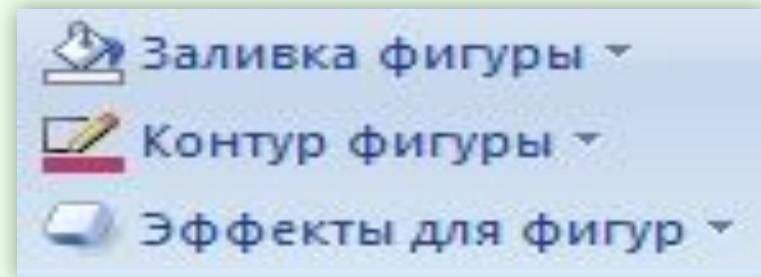 Заливка фигуры
Контур фигуры
Эффекты для фигур